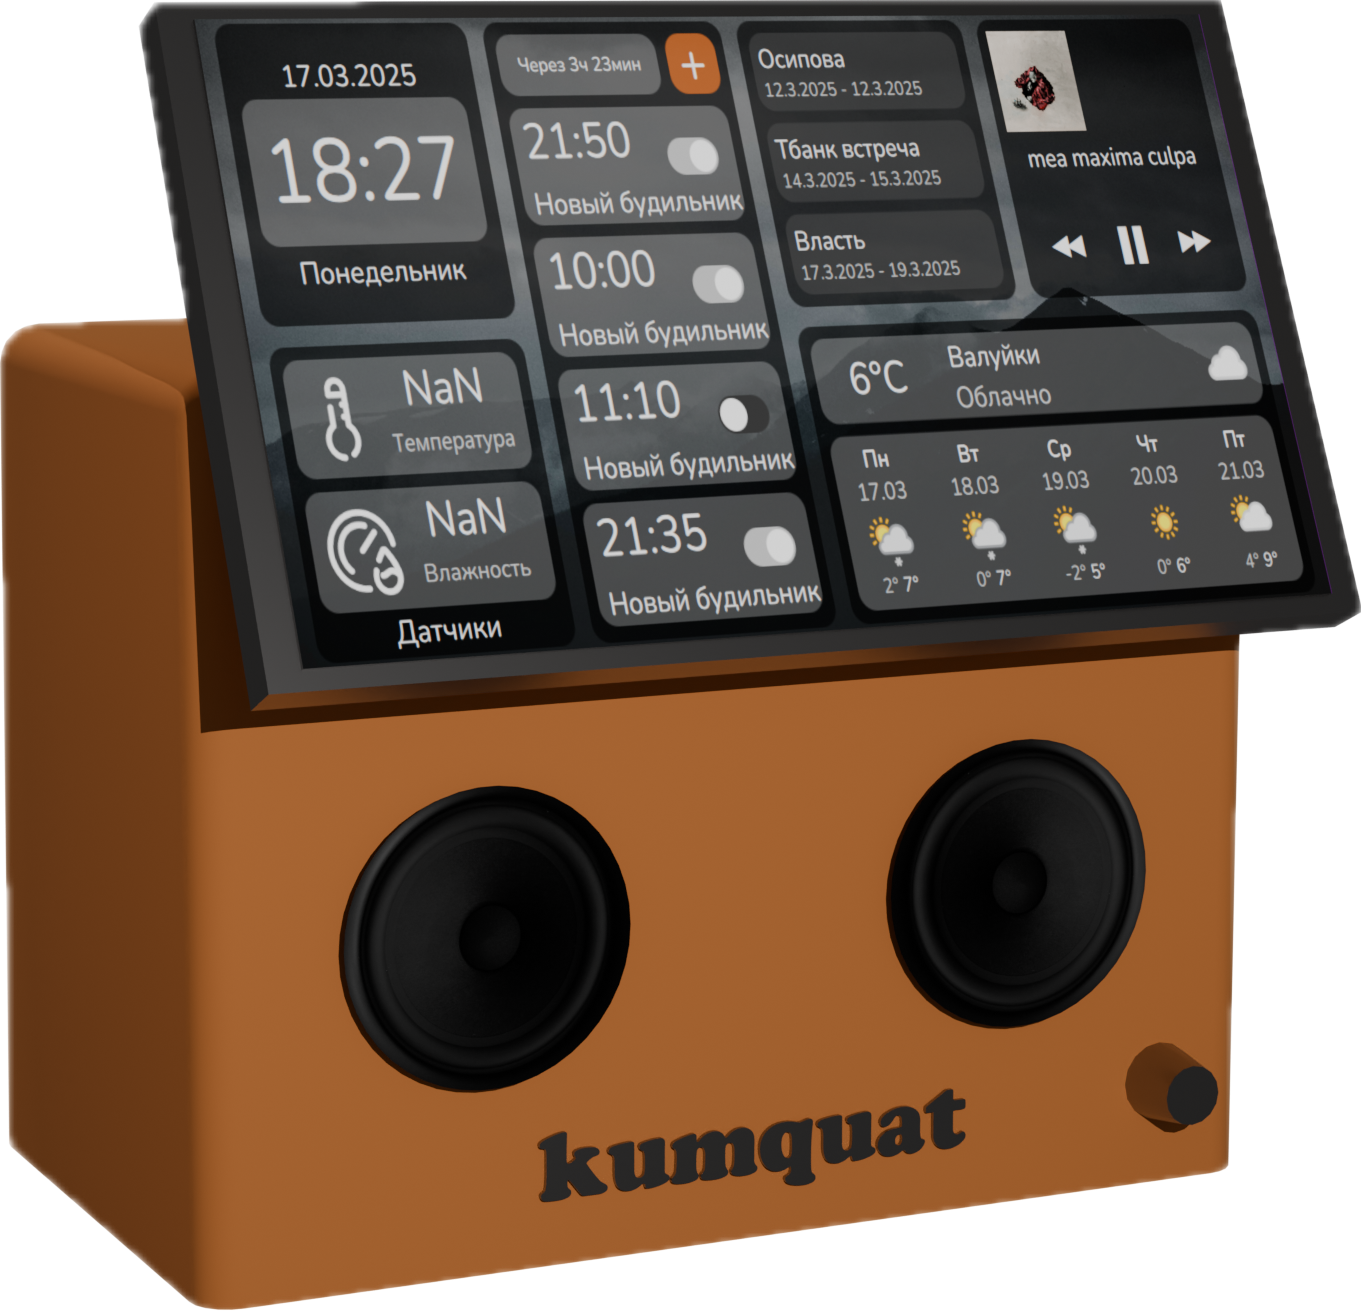 17.03.2025
18:27
Понедельник
NaN
Температура
NaN
Влажность
Датчики
Через 3ч 23мин
+
21:50
Новый будильник
10:00
Новый будильник
11:10
Новый будильник
21:35
Новый будильник
Осипова
12.3.2025 - 12.3.2025
Тбанк встреча
14.3.2025 - 15.3.2025
Власть
17.3.2025 - 19.3.2025
mea maxima culpa
6°C
Валуйки
Облачно
Пн Вт Ср Чт Пт
17.03 18.03 19.03 20.03 21.03
2° 7° 0° 7° -2° 5° 0° 6° 4° 9°
kumquat